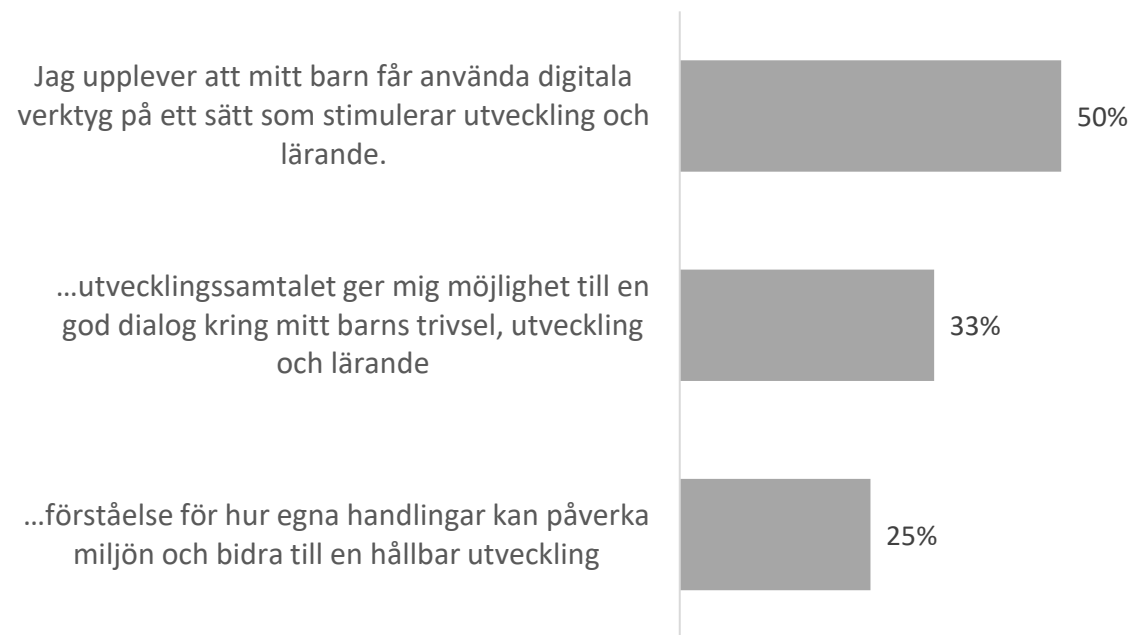 Jag upplever att mitt barn får använda digitala
verktyg på ett sätt som stimulerar utveckling och
lärande.
50%
...utvecklingssamtalet ger mig möjlighet till en
god dialog kring mitt barns trivsel, utveckling
och lärande
33%
...förståelse för hur egna handlingar kan påverka
miljön och bidra till en hållbar utveckling
25%